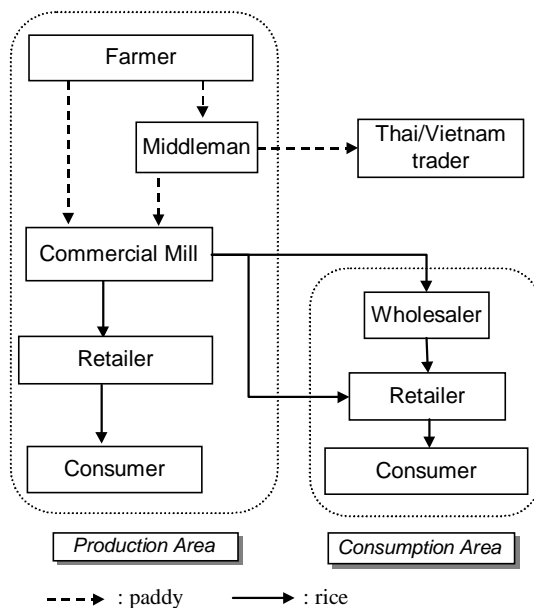 Farmer
Middleman
Thai/Vietnam
trader
Commercial Mill
Wholesaler
Retailer
Retailer
Consumer
Consumer
Production Area
Consumption Area
: paddy
: rice